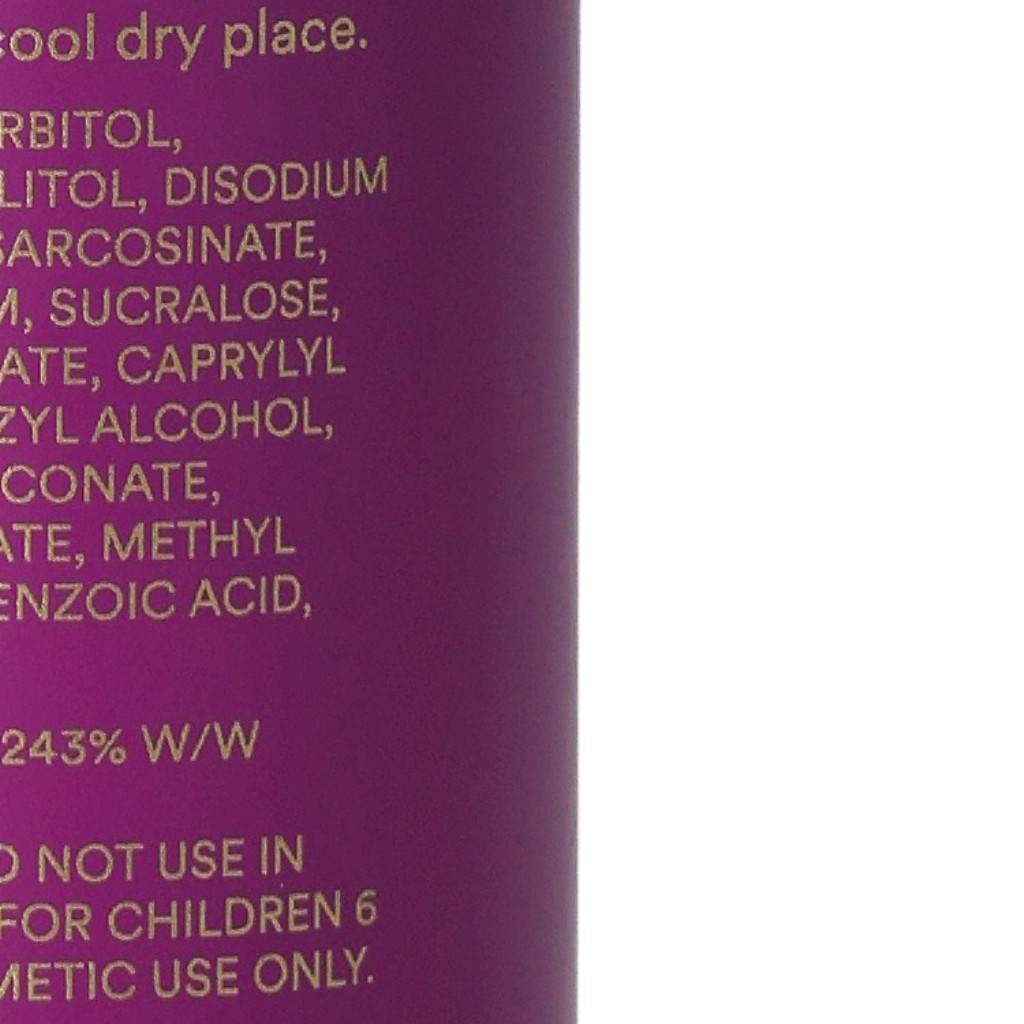 cool dry place.
RBITOL,
LITOL, DISODIUM
SARCOSINATE,
M, SUCRALOSE,
ATE, CAPRYLYL
ZYL ALCOHOL,
CONATE,
ATE, METHYL
ENZOIC ACID,
243% W/W
O NOT USE IN
FOR CHILDREN 6
METIC USE ONLY.